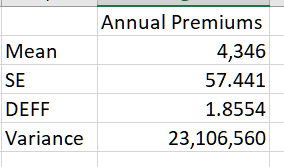 Annual Premiums
Mean 4,346
SE 57.441
DEFF 1.8554
Variance 23,106,560